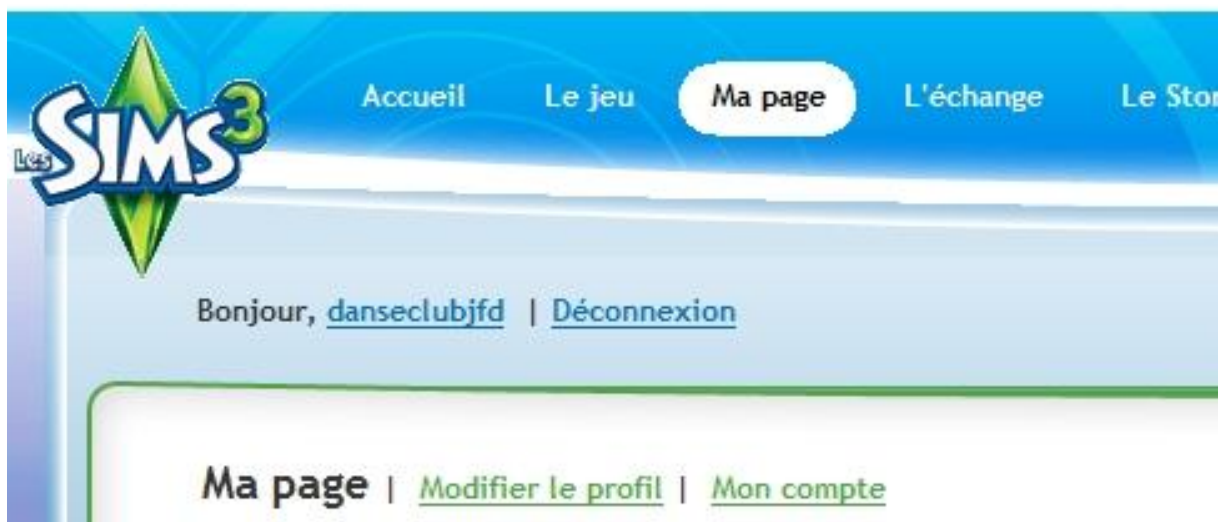 Les SIMS 3
Accueil Le jeu Ma page L'échange Le
Bonjour, danseclubjfd | Déconnexion
Ma page | Modifier le profil | Mon compte